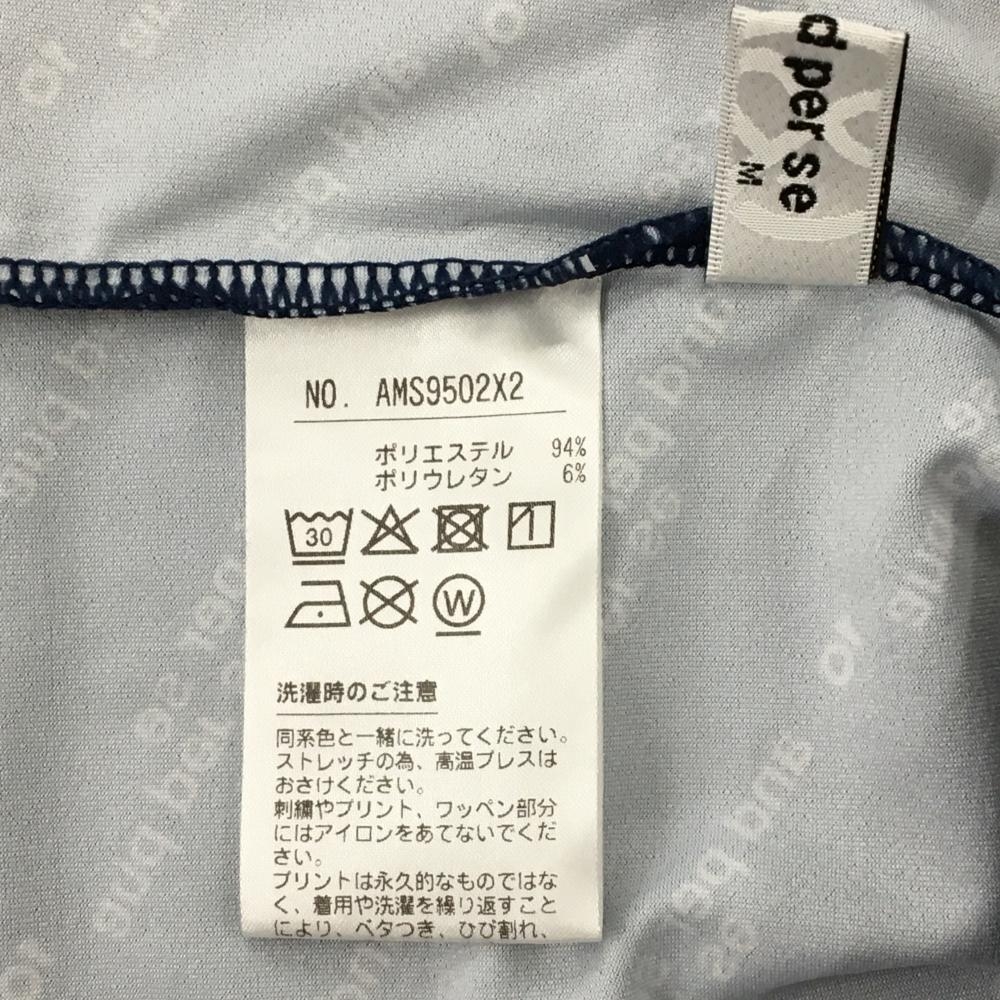 d per se
M
NO. AMS9502X2
ポリエステル 94%
ポリウレタン 6%
30
W
洗濯時のご注意
同系色と一緒に洗ってください。
ストレッチの為、高温プレスは
おさけください。
刺繍やプリント、ワッペン部分
にはアイロンをあてないでくだ
さい。
プリントは永久的なものではな
く、着用や洗濯を繰り返すこと
により、ベタつき、ひび割れ、